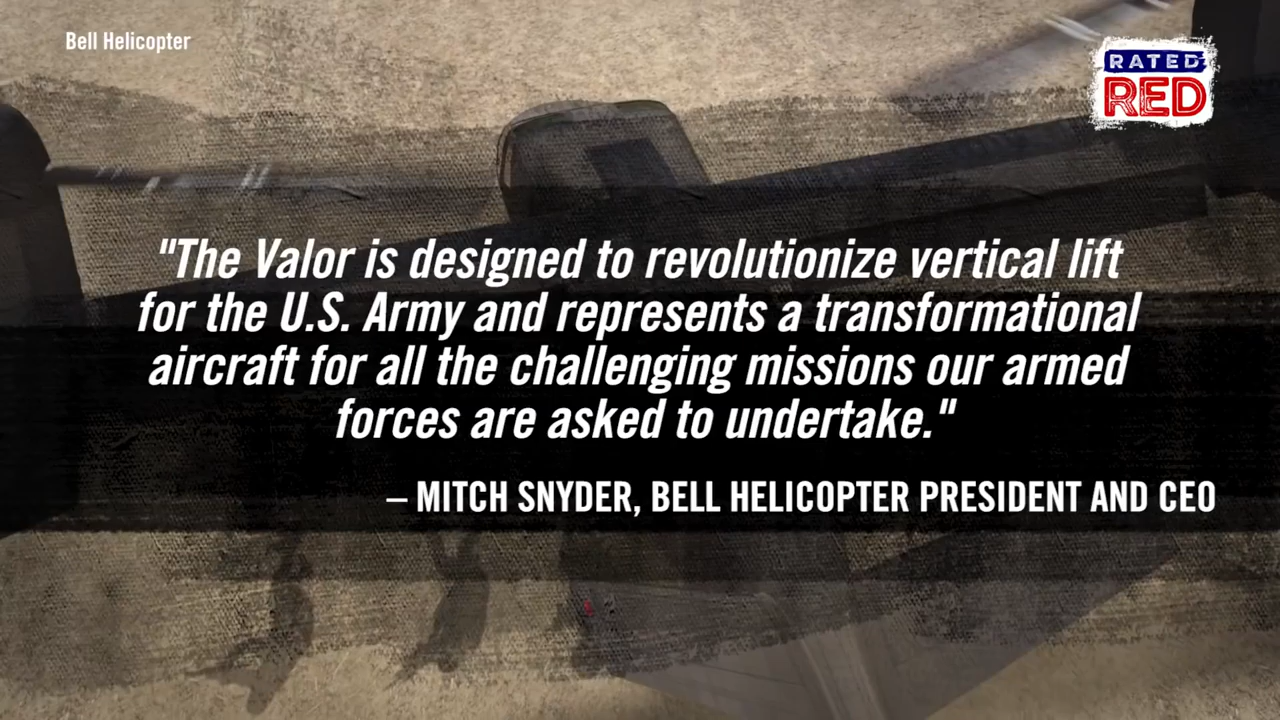 Bell Helicopter
RATED
RED
"The Valor is designed to revolutionize vertical lift
for the U.S. Army and represents a transformational
aircraft for all the challenging missions our armed
forces are asked to undertake."
– MITCH SNYDER, BELL HELICOPTER PRESIDENT AND CEO